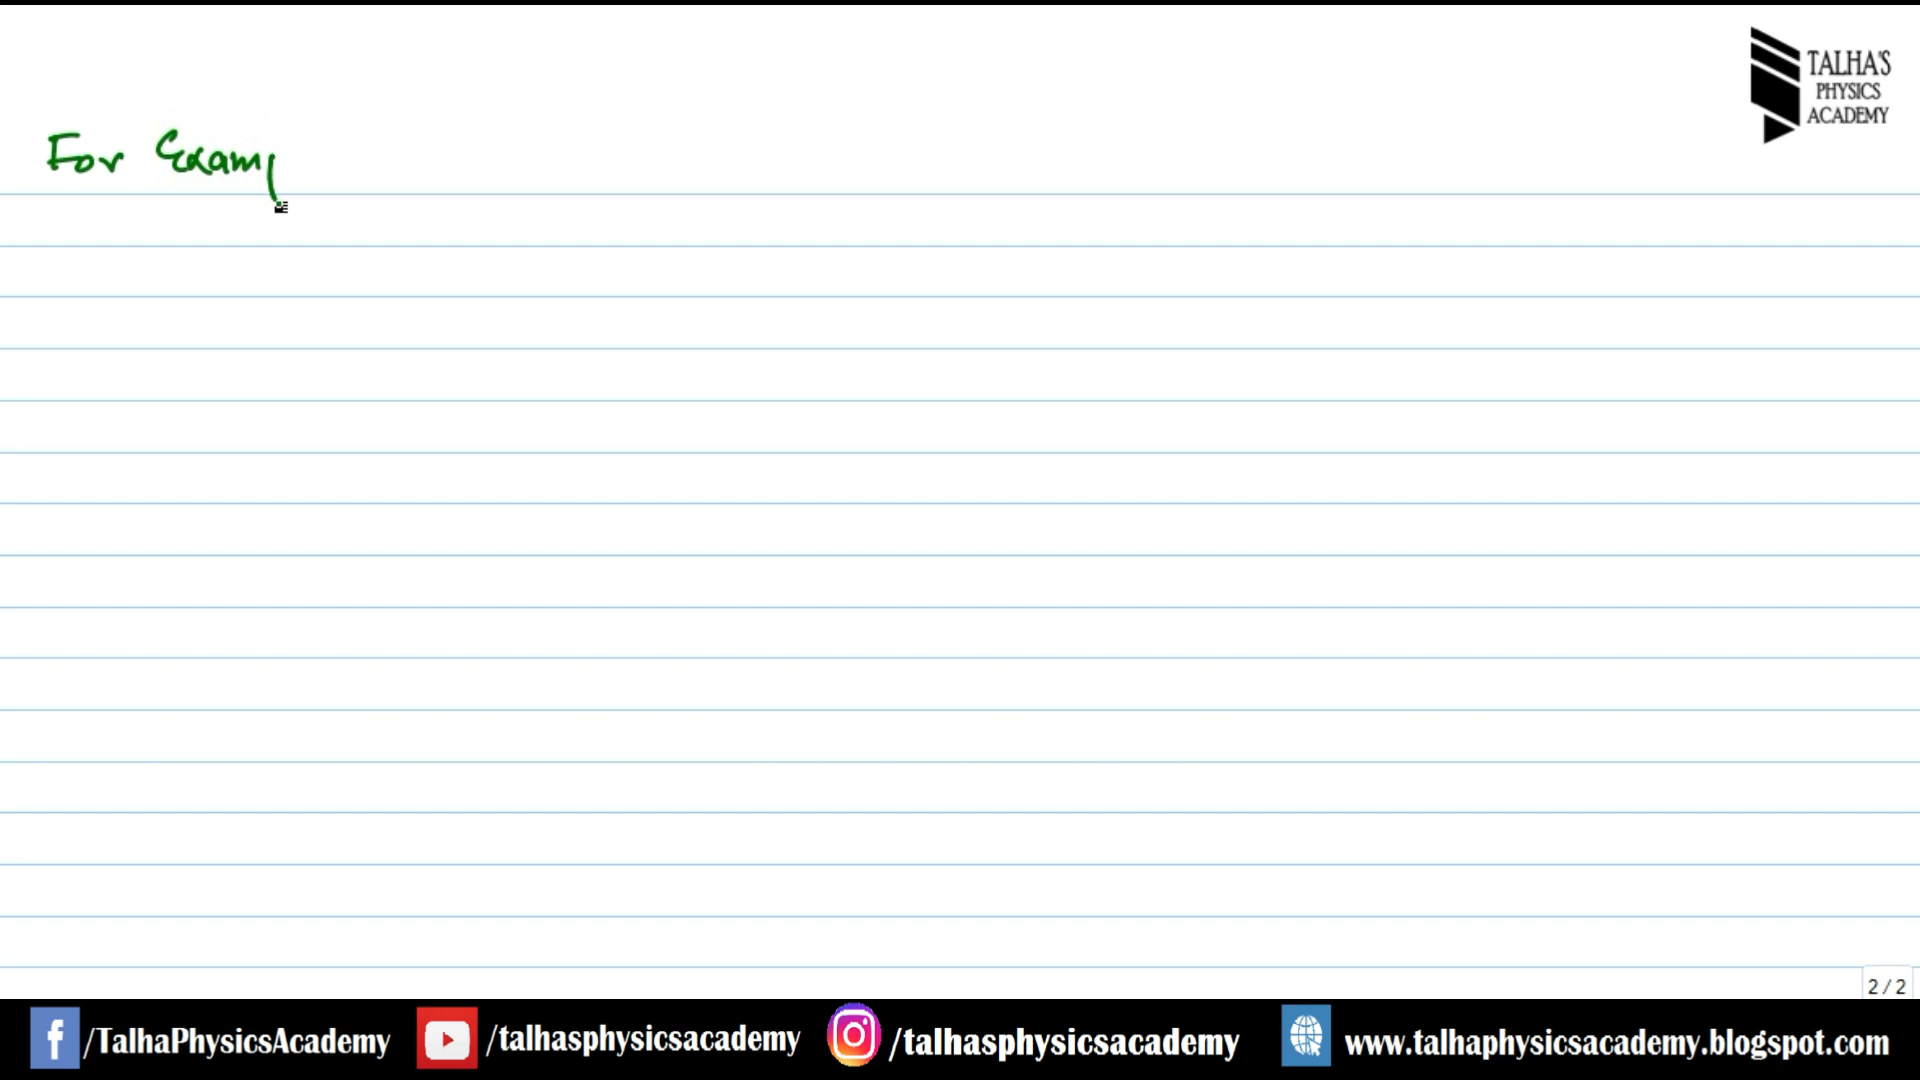 TALHA'S
PHYSICS
ACADEMY
For Examp
2/2
/TalhaPhysicsAcademy
/talhasphysicsacademy
/talhasphysicsacademy
www.talhaphysicsacademy.blogspot.com